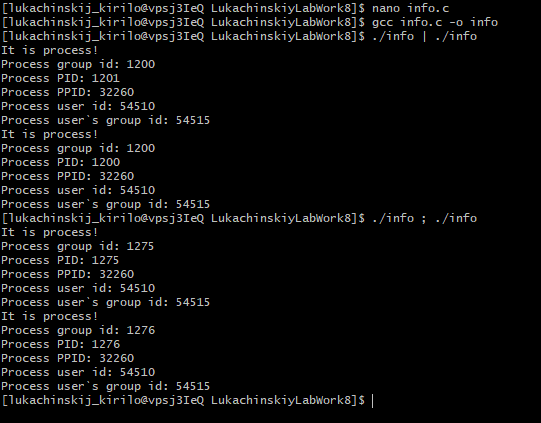 [lukachinskij_kirilo@vpsj3IeQ LukachinskiyLabWork8]$ nano info.c
[lukachinskij_kirilo@vpsj3IeQ LukachinskiyLabWork8]$ gcc info.c -o info
[lukachinskij_kirilo@vpsj3IeQ LukachinskiyLabWork8]$ ./info | ./info
It is process!
Process group id: 1200
Process PID: 1201
Process PPID: 32260
Process user id: 54510
Process user`s group id: 54515
It is process!
Process group id: 1200
Process PID: 1200
Process PPID: 32260
Process user id: 54510
Process user`s group id: 54515
[lukachinskij_kirilo@vpsj3IeQ LukachinskiyLabWork8]$ ./info ; ./info
It is process!
Process group id: 1275
Process PID: 1275
Process PPID: 32260
Process user id: 54510
Process user`s group id: 54515
It is process!
Process group id: 1276
Process PID: 1276
Process PPID: 32260
Process user id: 54510
Process user`s group id: 54515
[lukachinskij_kirilo@vpsj3IeQ LukachinskiyLabWork8]$